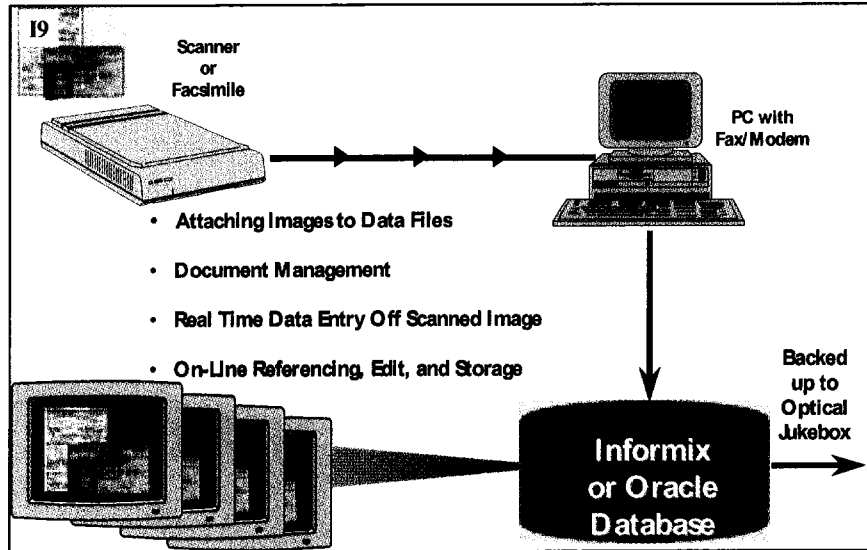 I9
Scanner
or
Facsimile
PC with
Fax/Modem
• Attaching Images to Data Files
• Document Management
• Real Time Data Entry Off Scanned Image
• On-Line Referencing, Edit, and Storage
Backed
up to
Optical
Jukebox
Informix
or Oracle
Database